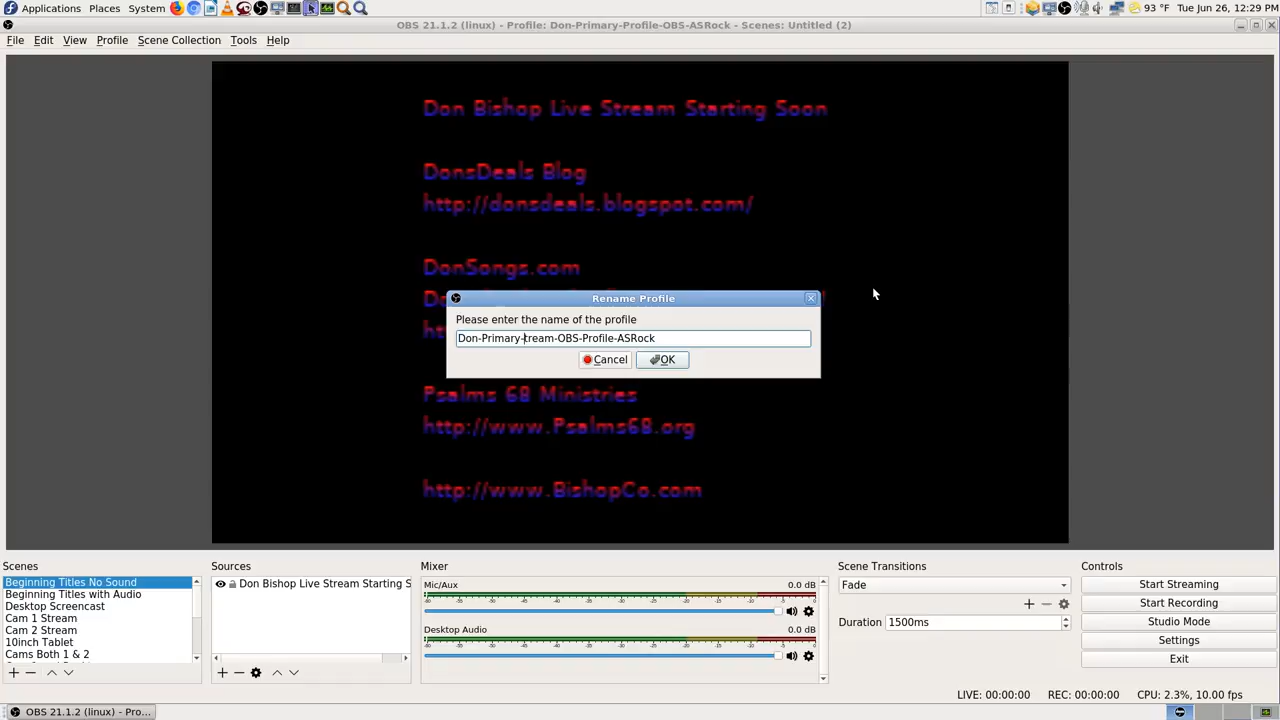 Applications Places System 93 °F Tue Jun 26, 12:29 PM
OBS 21.1.2 (linux) - Profile: Don-Primary-Profile-OBS-ASRock - Scenes: Untitled (2)
File Edit View Profile Scene Collection Tools Help
Don Bishop Live Stream Starting Soon
DonsDeals Blog
http://donsdeals.blogspot.com/
DonSongs.com
Rename Profile
Please enter the name of the profile
Don-Primary-tream-OBS-Profile-ASRock
Cancel OK
Psalms 68 Ministries
http://www.Psalms68.org
http://www.BishopCo.com
Scenes
Beginning Titles No Sound
Beginning Titles with Audio
Desktop Screencast
Cam 1 Stream
Cam 2 Stream
10inch Tablet
Cams Both 1 & 2
Sources
Don Bishop Live Stream Starting S
Mixer
Mic/Aux 0.0 dB
Desktop Audio 0.0 dB
Scene Transitions
Fade
Duration 1500ms
Controls
Start Streaming
Start Recording
Studio Mode
Settings
Exit
LIVE: 00:00:00 REC: 00:00:00 CPU: 2.3%, 10.00 fps
OBS 21.1.2 (linux) - Pro...